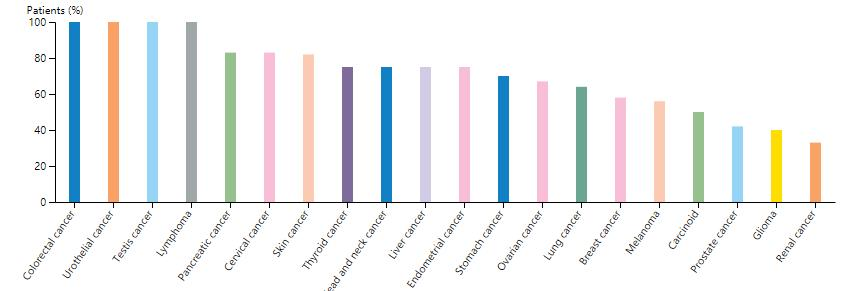 Patients (%)
100
80
60
40
20
0
Colorectal cancer
Urothelial cancer
Testis cancer
Lymphoma
Pancreatic cancer
Cervical cancer
Skin cancer
Thyroid cancer
ead and neck cancer
Liver cancer
Endometrial cancer
Stomach cancer
Ovarian cancer
Lung cancer
Breast cancer
Melanoma
Carcinoid
Prostate cancer
Glioma
Renal cancer